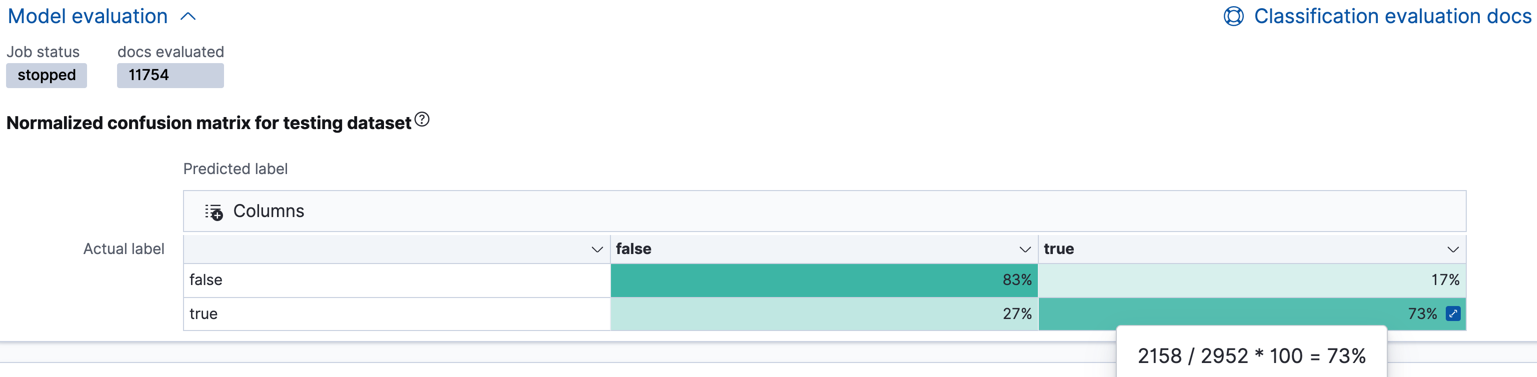 Model evaluation Classification evaluation docs
Job status docs evaluated
stopped 11754
Normalized confusion matrix for testing dataset
Predicted label
Columns
Actual label false true
false 83% 17%
true 27% 73%
2158 / 2952 * 100 = 73%